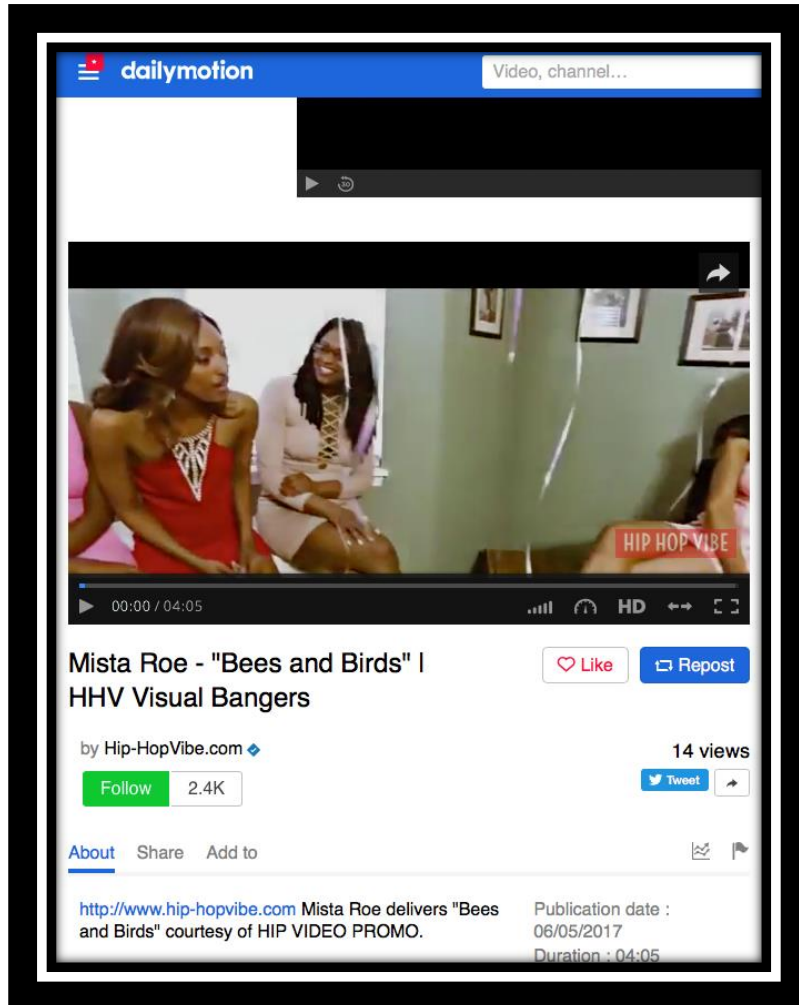 dailymotion
Video, channel...
30
HIP HOP VIBE
00:00 / 04:05
HD
Mista Roe - "Bees and Birds" l
HHV Visual Bangers
Like
Repost
by Hip-HopVibe.com
14 views
Follow
2.4K
Tweet
About
Share
Add to
http://www.hip-hopvibe.com Mista Roe delivers "Bees
and Birds" courtesy of HIP VIDEO PROMO.
Publication date :
06/05/2017
Duration : 04:05